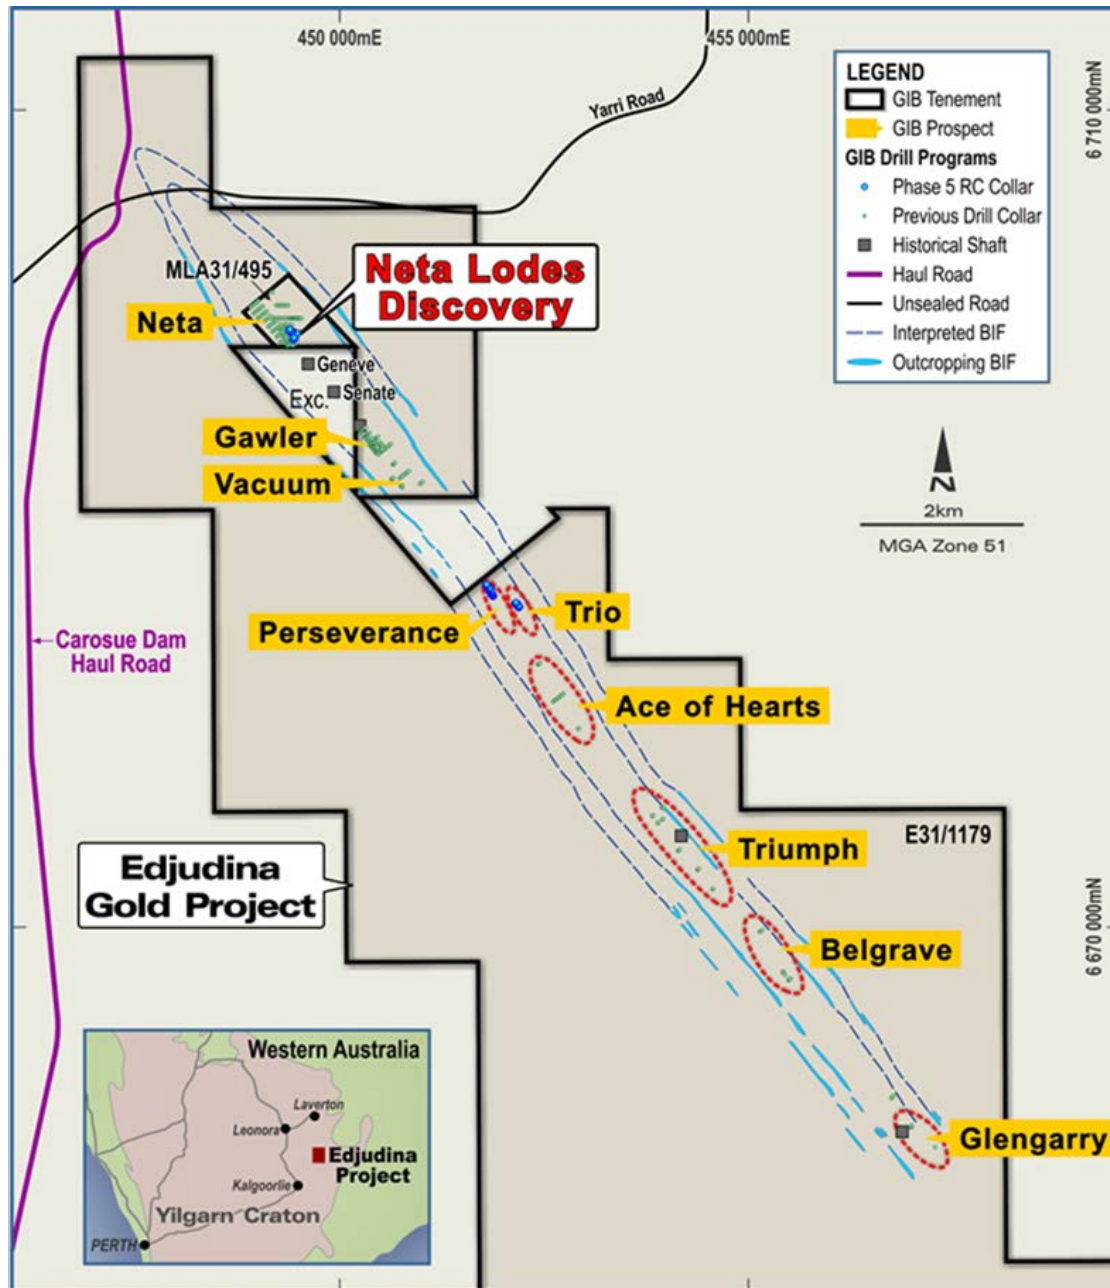 450 000mE
455 000mE
6 710 000mN
Yarri Road
LEGEND
GIB Tenement
GIB Prospect
GIB Drill Programs
Phase 5 RC Collar
Previous Drill Collar
Historical Shaft
Haul Road
Unsealed Road
Interpreted BIF
Outcropping BIF
MLA31/495
Neta Lodes
Discovery
Neta
Geneve
Senate
Exc.
Gawler
Vacuum
N
2km
MGA Zone 51
Perseverance
Trio
Carosue Dam
Haul Road
Ace of Hearts
E31/1179
Triumph
Edjudina
Gold Project
Belgrave
6 670 000mN
Glengarry
Western Australia
Laverton
Leonora
Edjudina
Project
Kalgoorlie
Yilgarn Craton
PERTH